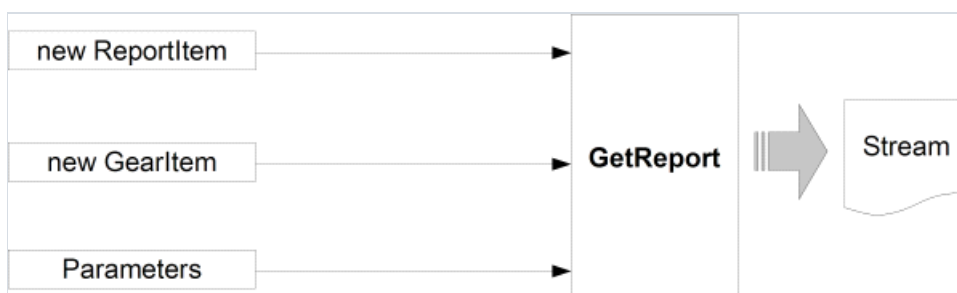 new ReportItem
new GearItem
GetReport
Stream
Parameters